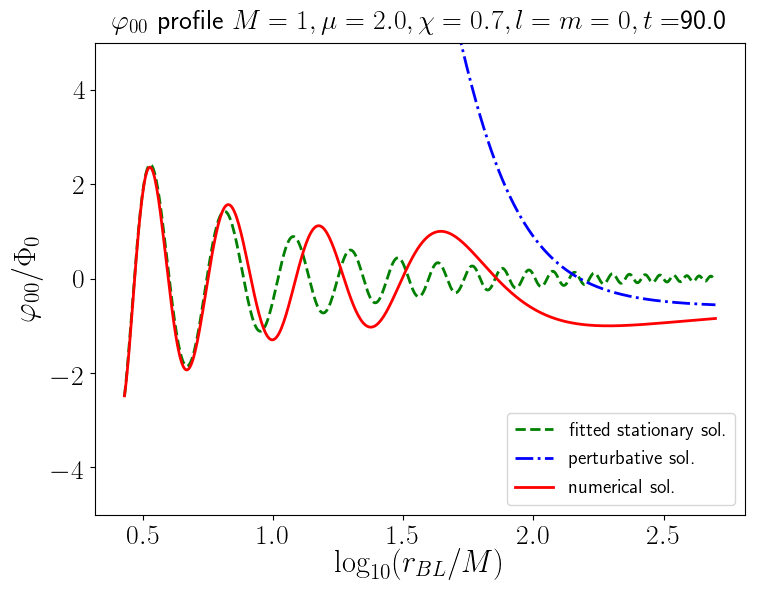 φ₀₀ profile M = 1, μ = 2.0, χ = 0.7, l = m = 0, t =90.0
φ₀₀/Φ₀
4
2
0
−2
−4
fitted stationary sol.
perturbative sol.
numerical sol.
0.5 1.0 1.5 2.0 2.5
log₁₀(r_BL/M)